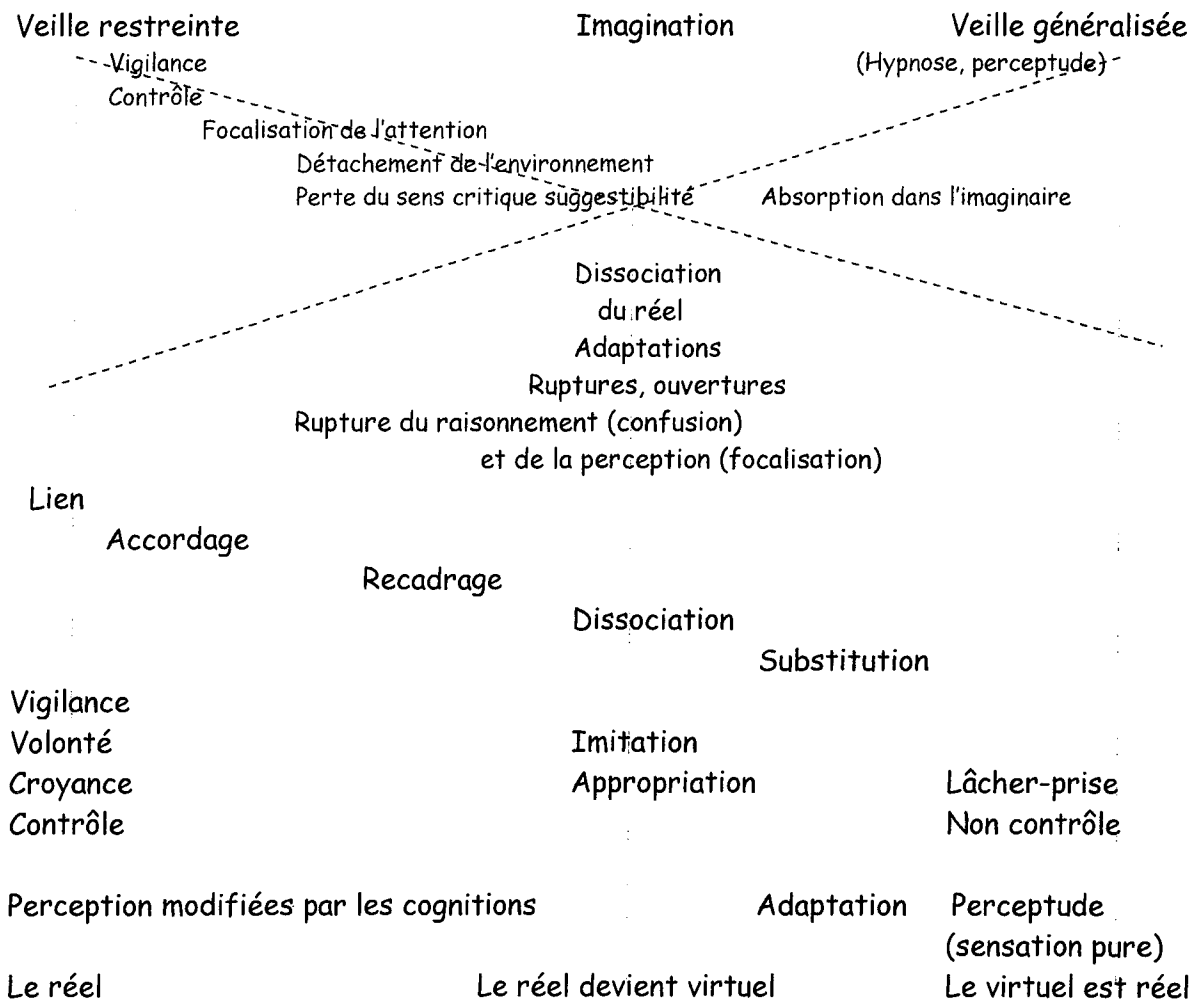 Veille restreinte Imagination Veille généralisée
Vigilance (Hypnose, perceptude)
Contrôle
Focalisation de l'attention
Détachement de l'environnement
Perte du sens critique suggestibilité Absorption dans l'imaginaire
Dissociation
du réel
Adaptations
Ruptures, ouvertures
Rupture du raisonnement (confusion)
et de la perception (focalisation)
Lien
Accordage
Recadrage
Dissociation
Substitution
Vigilance
Volonté Imitation
Croyance Appropriation Lâcher-prise
Contrôle Non contrôle
Perception modifiées par les cognitions Adaptation Perceptude
(sensation pure)
Le réel Le réel devient virtuel Le virtuel est réel